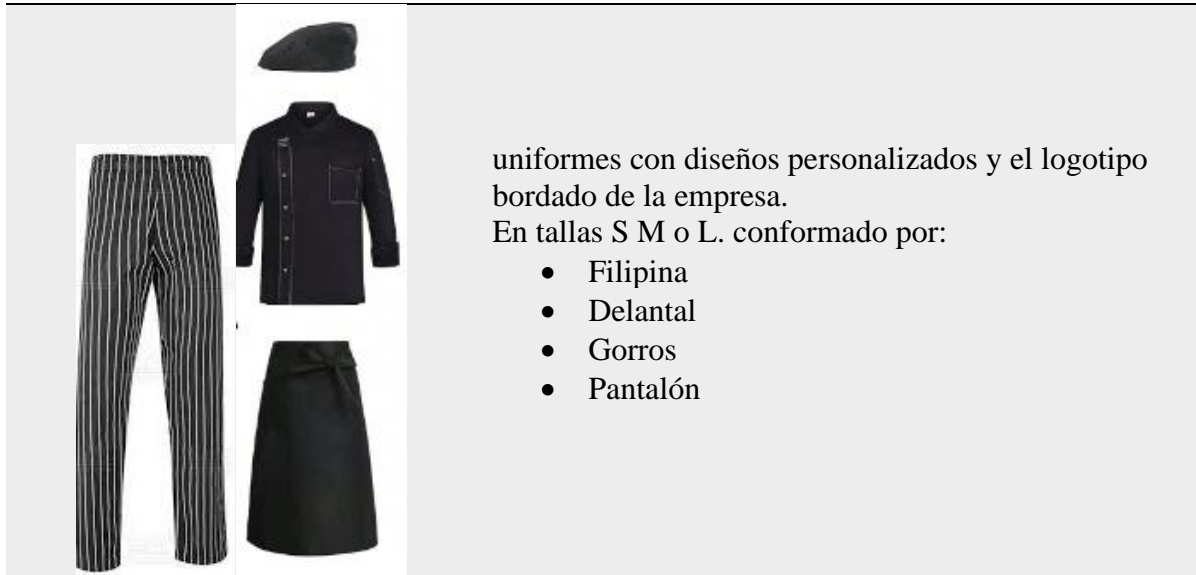 uniformes con diseños personalizados y el logotipo
bordado de la empresa.
En tallas S M o L. conformado por:
• Filipina
• Delantal
• Gorros
• Pantalón